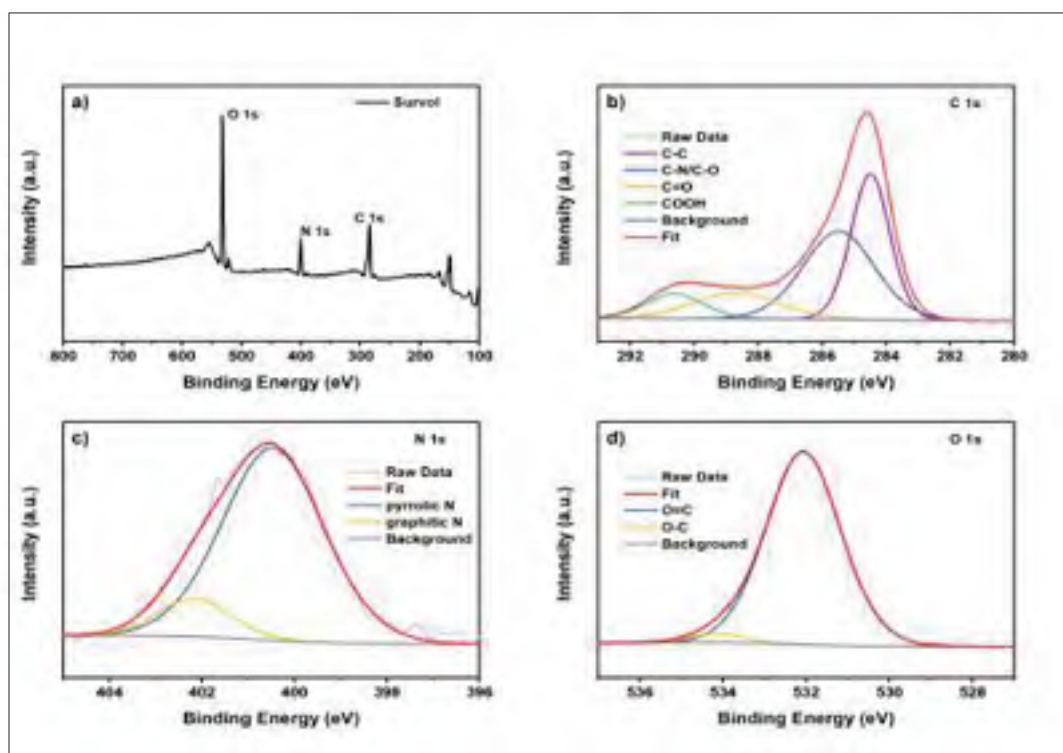 a)
Survol
O 1s
N 1s
C 1s
Intensity (a.u.)
800 700 600 500 400 300 200 100
Binding Energy (eV)
b)
C 1s
Raw Data
C-C
C-N/C-O
C=O
COOH
Background
Fit
Intensity (a.u.)
292 290 288 286 284 282 280
Binding Energy (eV)
c)
N 1s
Raw Data
Fit
pyrrolic N
graphitic N
Background
Intensity (a.u.)
404 402 400 398 396
Binding Energy (eV)
d)
O 1s
Raw Data
Fit
O=C
O-C
Background
Intensity (a.u.)
536 534 532 530 528
Binding Energy (eV)